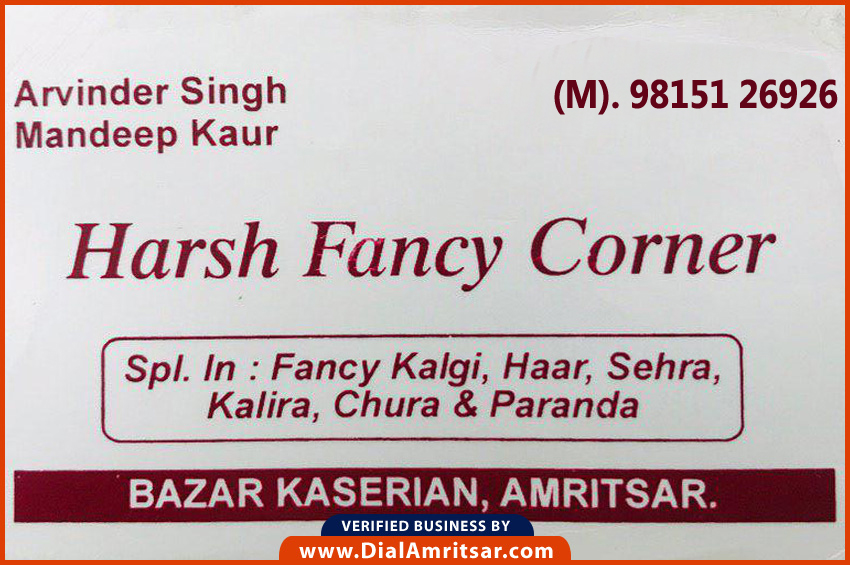 Arvinder Singh
Mandeep Kaur
(M). 98151 26926
Harsh Fancy Corner
Spl. In : Fancy Kalgi, Haar, Sehra,
Kalira, Chura & Paranda
BAZAR KASERIAN, AMRITSAR.
VERIFIED BUSINESS BY
www.DialAmritsar.com